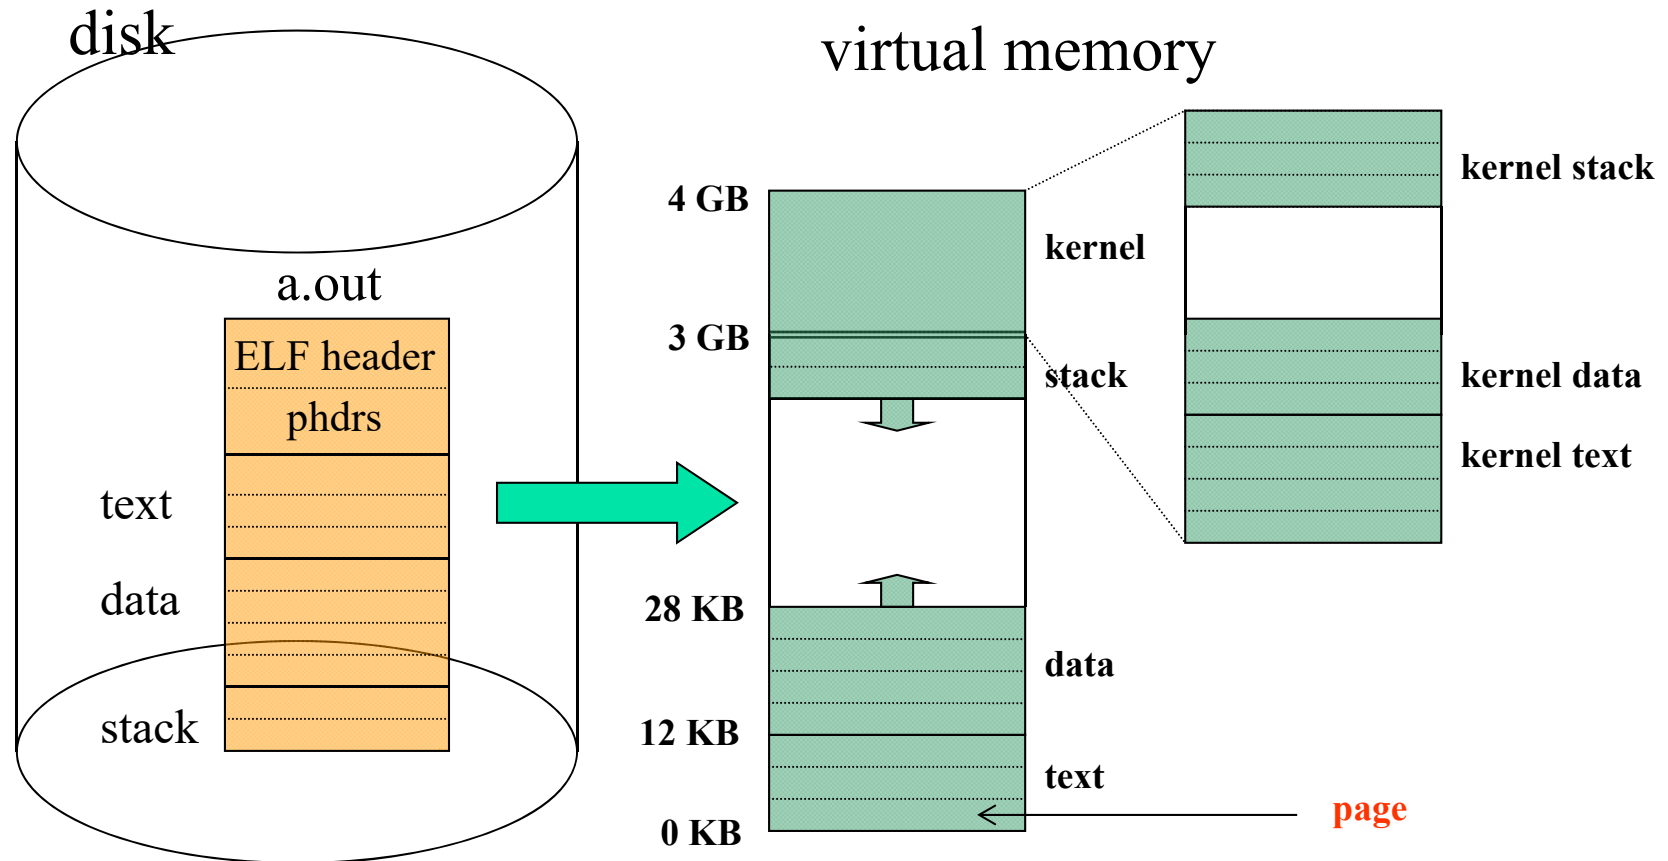 disk
virtual memory
a.out
ELF header
phdrs
text
data
stack
4 GB
3 GB
28 KB
12 KB
0 KB
kernel
stack
data
text
page
kernel stack
kernel data
kernel text